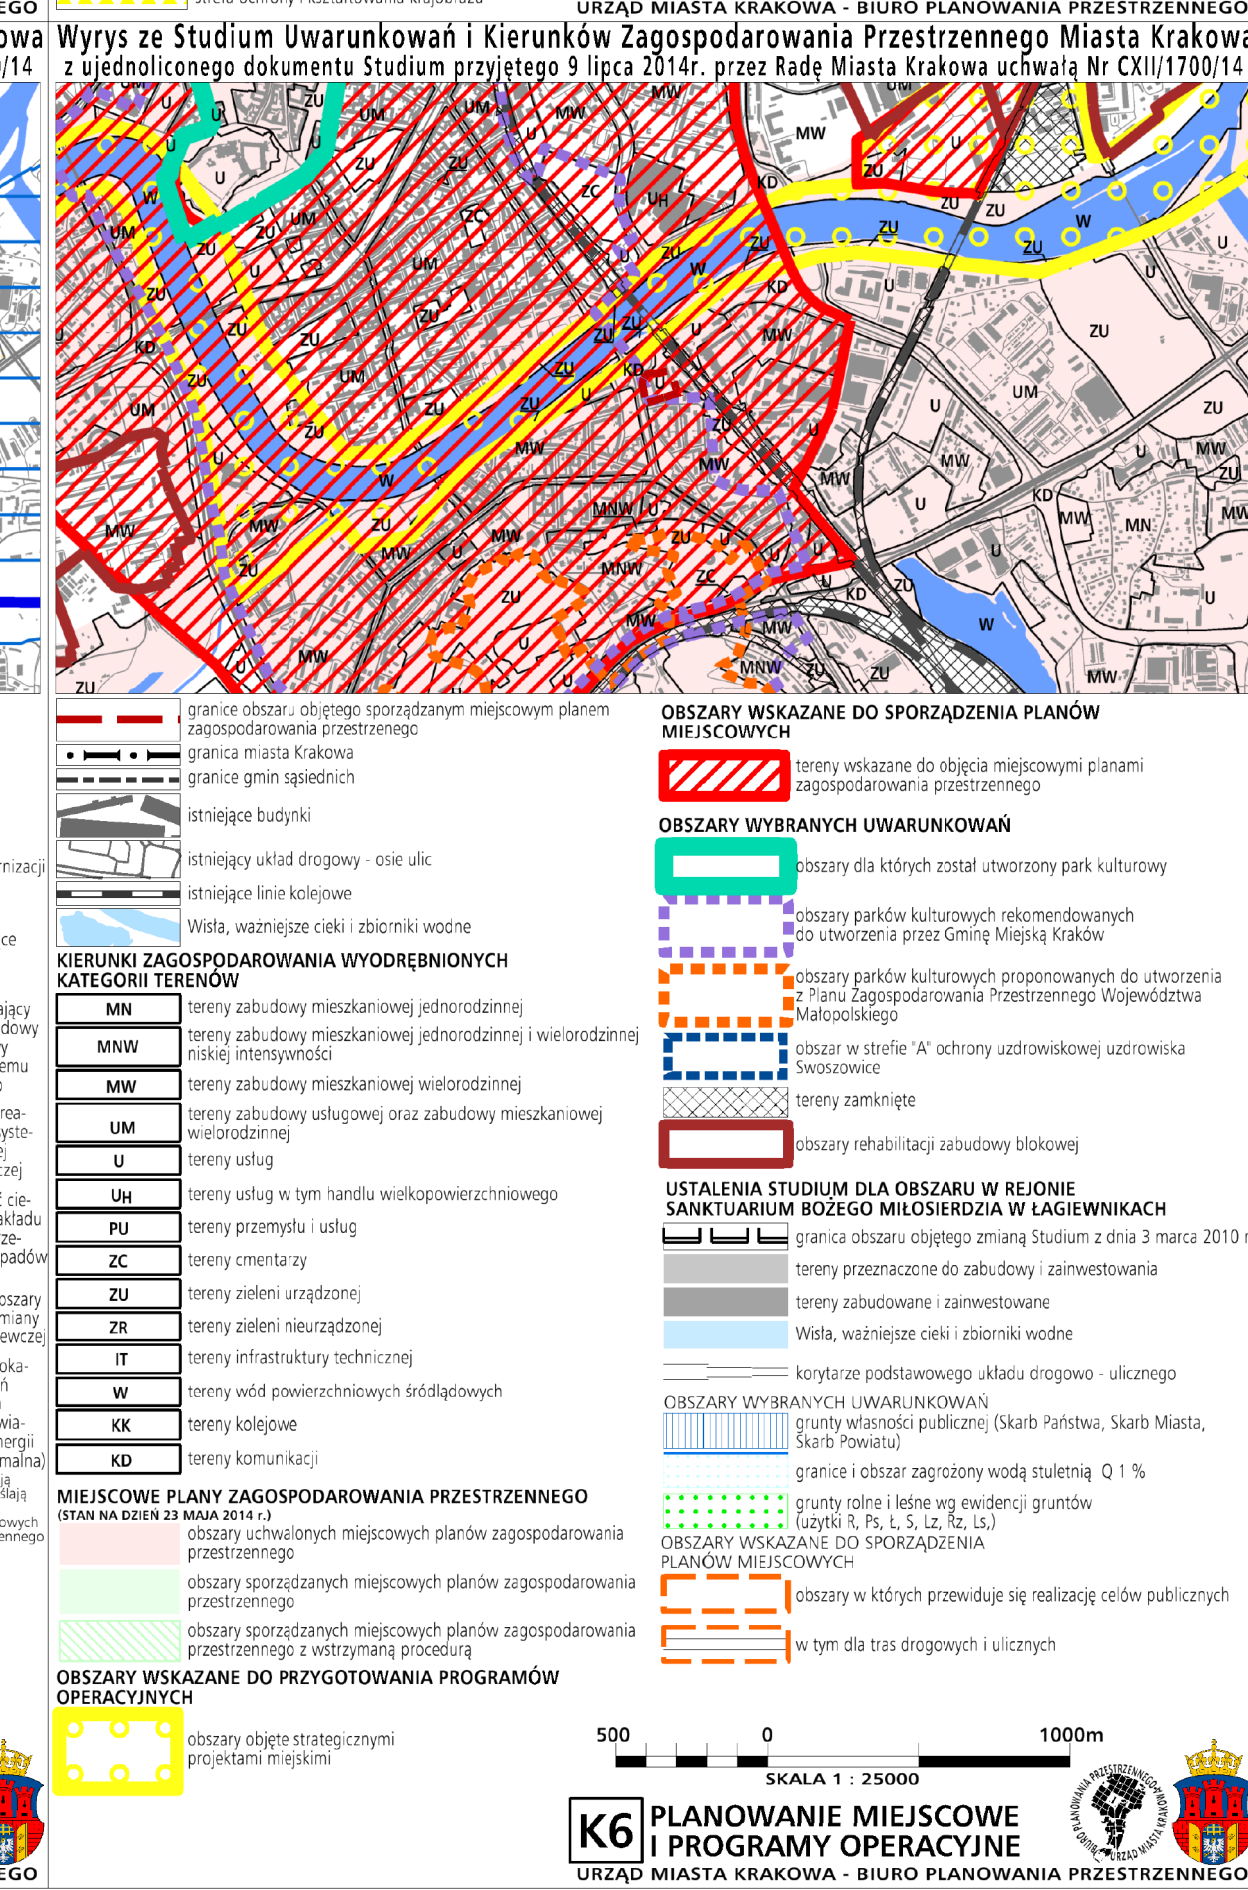 EGO
strefa ochrony i kształtowania krajobrazu
URZĄD MIASTA KRAKOWA - BIURO PLANOWANIA PRZESTRZENNEGO
owa
/14
Wyrys ze Studium Uwarunkowań i Kierunków Zagospodarowania Przestrzennego Miasta Krakowa
z ujednoliconego dokumentu Studium przyjętego 9 lipca 2014r. przez Radę Miasta Krakowa uchwałą Nr CXII/1700/14
granice obszaru objętego sporządzanym miejscowym planem
zagospodarowania przestrzenego
granica miasta Krakowa
granice gmin sąsiednich
istniejące budynki
istniejący układ drogowy - osie ulic
istniejące linie kolejowe
Wisła, ważniejsze cieki i zbiorniki wodne
KIERUNKI ZAGOSPODAROWANIA WYODRĘBNIONYCH
KATEGORII TERENÓW
MN tereny zabudowy mieszkaniowej jednorodzinnej
MNW tereny zabudowy mieszkaniowej jednorodzinnej i wielorodzinnej
niskiej intensywności
MW tereny zabudowy mieszkaniowej wielorodzinnej
UM tereny zabudowy usługowej oraz zabudowy mieszkaniowej
wielorodzinnej
U tereny usług
UH tereny usług w tym handlu wielkopowierzchniowego
PU tereny przemysłu i usług
ZC tereny cmentarzy
ZU tereny zieleni urządzonej
ZR tereny zieleni nieurządzonej
IT tereny infrastruktury technicznej
W tereny wód powierzchniowych śródlądowych
KK tereny kolejowe
KD tereny komunikacji
MIEJSCOWE PLANY ZAGOSPODAROWANIA PRZESTRZENNEGO
(STAN NA DZIEŃ 23 MAJA 2014 r.)
obszary uchwalonych miejscowych planów zagospodarowania
przestrzennego
obszary sporządzanych miejscowych planów zagospodarowania
przestrzennego
obszary sporządzanych miejscowych planów zagospodarowania
przestrzennego z wstrzymaną procedurą
OBSZARY WSKAZANE DO PRZYGOTOWANIA PROGRAMÓW
OPERACYJNYCH
obszary objęte strategicznymi
projektami miejskimi
OBSZARY WSKAZANE DO SPORZĄDZENIA PLANÓW
MIEJSCOWYCH
tereny wskazane do objęcia miejscowymi planami
zagospodarowania przestrzennego
OBSZARY WYBRANYCH UWARUNKOWAŃ
obszary dla których został utworzony park kulturowy
obszary parków kulturowych rekomendowanych
do utworzenia przez Gminę Miejską Kraków
obszary parków kulturowych proponowanych do utworzenia
z Planu Zagospodarowania Przestrzennego Województwa
Małopolskiego
obszar w strefie "A" ochrony uzdrowiskowej uzdrowiska
Swoszowice
tereny zamknięte
obszary rehabilitacji zabudowy blokowej
USTALENIA STUDIUM DLA OBSZARU W REJONIE
SANKTUARIUM BOŻEGO MIŁOSIERDZIA W ŁAGIEWNIKACH
granica obszaru objętego zmianą Studium z dnia 3 marca 2010 r
tereny przeznaczone do zabudowy i zainwestowania
tereny zabudowane i zainwestowane
Wisła, ważniejsze cieki i zbiorniki wodne
korytarze podstawowego układu drogowo - ulicznego
OBSZARY WYBRANYCH UWARUNKOWAŃ
grunty własności publicznej (Skarb Państwa, Skarb Miasta,
Skarb Powiatu)
granice i obszar zagrożony wodą stuletnią Q 1 %
grunty rolne i leśne wg ewidencji gruntów
(użytki R, Ps, Ł, S, Lz, Rz, Ls,)
OBSZARY WSKAZANE DO SPORZĄDZENIA
PLANÓW MIEJSCOWYCH
obszary w których przewiduje się realizację celów publicznych
w tym dla tras drogowych i ulicznych
500 0 1000m
SKALA 1 : 25000
K6
PLANOWANIE MIEJSCOWE
I PROGRAMY OPERACYJNE
BIURO PLANOWANIA PRZESTRZENNEGO
URZĄD MIASTA KRAKOWA
EGO
URZĄD MIASTA KRAKOWA - BIURO PLANOWANIA PRZESTRZENNEGO